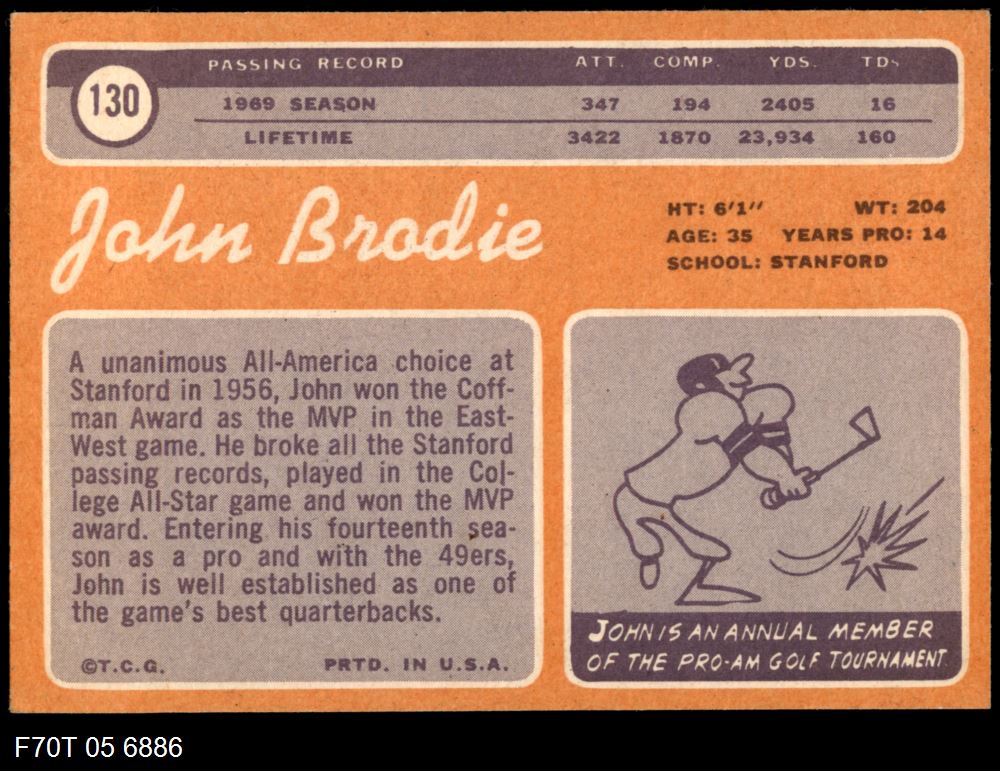 130
PASSING RECORD ATT. COMP. YDS. TDs
1969 SEASON 347 194 2405 16
LIFETIME 3422 1870 23,934 160
John Brodie
HT: 6'1" WT: 204
AGE: 35 YEARS PRO: 14
SCHOOL: STANFORD
A unanimous All-America choice at
Stanford in 1956, John won the Coff-
man Award as the MVP in the East-
West game. He broke all the Stanford
passing records, played in the Col-
lege All-Star game and won the MVP
award. Entering his fourteenth sea-
son as a pro and with the 49ers,
John is well established as one of
the game's best quarterbacks.
©T.C.G. PRTD. IN U.S.A.
JOHN IS AN ANNUAL MEMBER
OF THE PRO-AM GOLF TOURNAMENT
F70T 05 6886